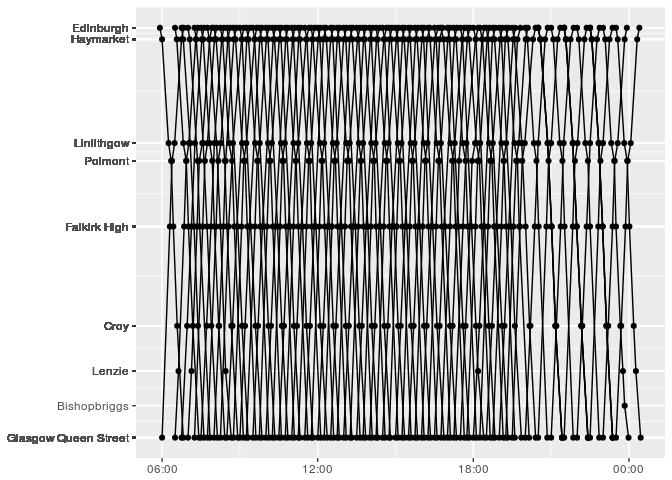 Edinburgh
Haymarket
Linlithgow
Polmont
Falkirk High
Croy
Lenzie
Bishopbriggs
Glasgow Queen Street
06:00 12:00 18:00 00:00